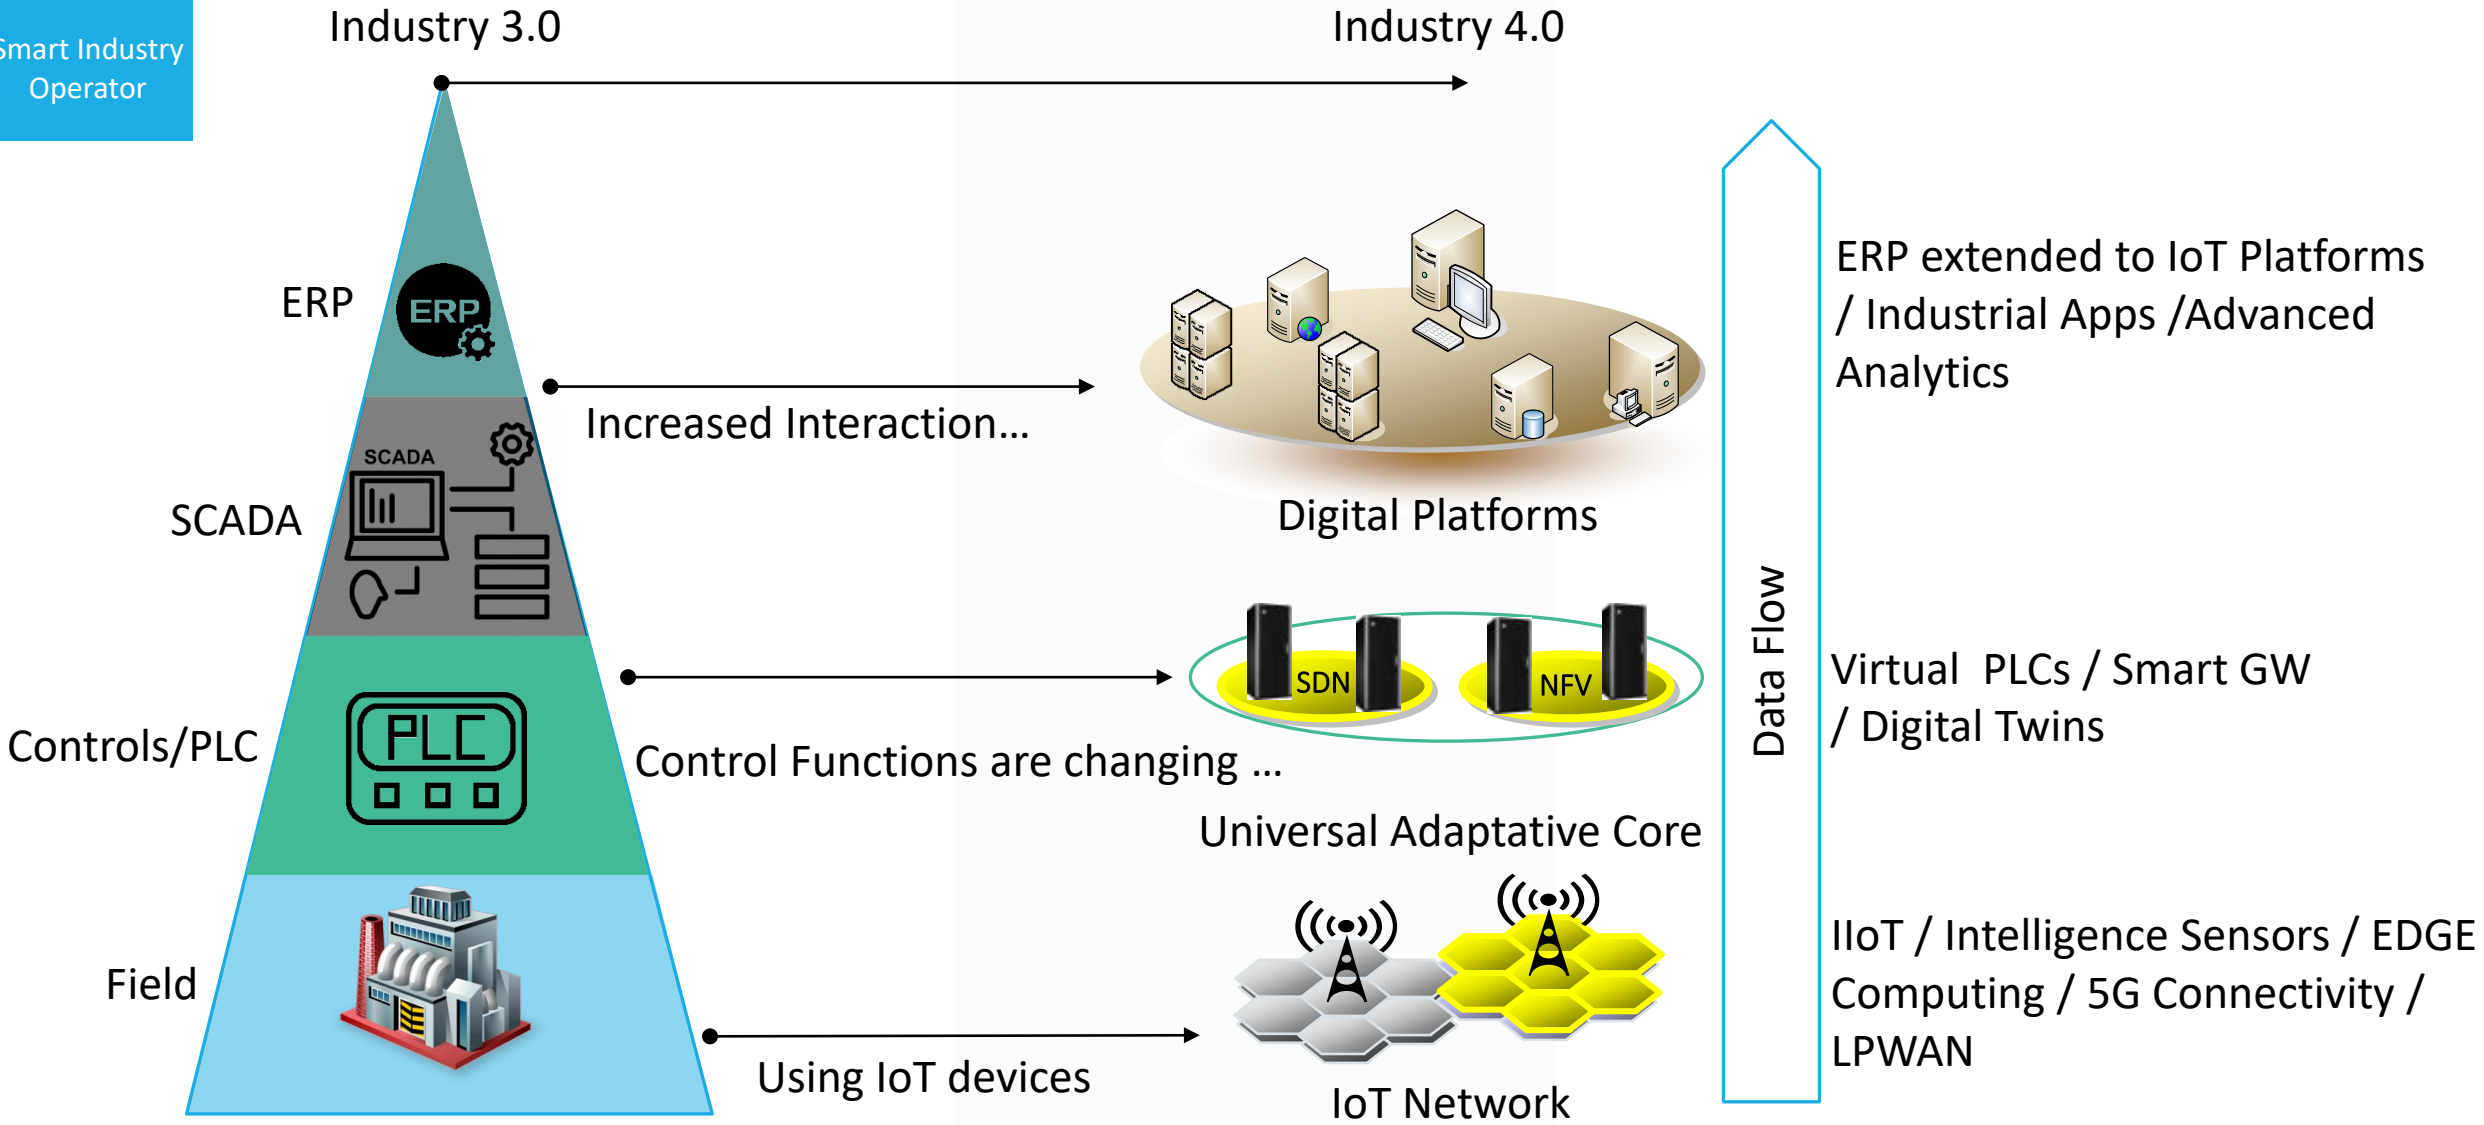 Industry 3.0
Industry 4.0
Smart Industry
Operator
ERP
ERP
Increased Interaction...
SCADA
SCADA
Digital Platforms
ERP extended to IoT Platforms
/ Industrial Apps /Advanced
Analytics
Data Flow
Controls/PLC
PLC
Control Functions are changing ...
SDN
NFV
Universal Adaptative Core
Virtual  PLCs / Smart GW
/ Digital Twins
Field
Using IoT devices
IoT Network
IIoT / Intelligence Sensors / EDGE
Computing / 5G Connectivity /
LPWAN